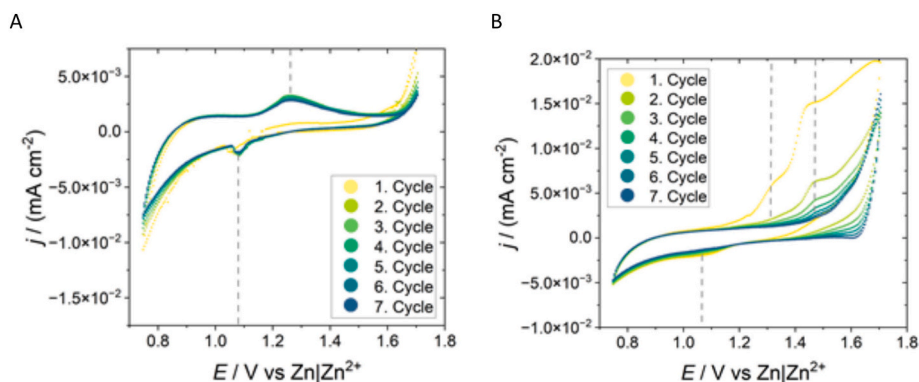 A
B
5.0×10⁻³
0.0
−5.0×10⁻³
−1.0×10⁻²
−1.5×10⁻²
j / (mA cm⁻²)
1. Cycle
2. Cycle
3. Cycle
4. Cycle
5. Cycle
6. Cycle
7. Cycle
0.8 1.0 1.2 1.4 1.6 1.8
E / V vs Zn|Zn²⁺
2.0×10⁻²
1.5×10⁻²
1.0×10⁻²
5.0×10⁻³
0.0
−5.0×10⁻³
−1.0×10⁻²
j / (mA cm⁻²)
1. Cycle
2. Cycle
3. Cycle
4. Cycle
5. Cycle
6. Cycle
7. Cycle
0.8 1.0 1.2 1.4 1.6 1.8
E / V vs Zn|Zn²⁺